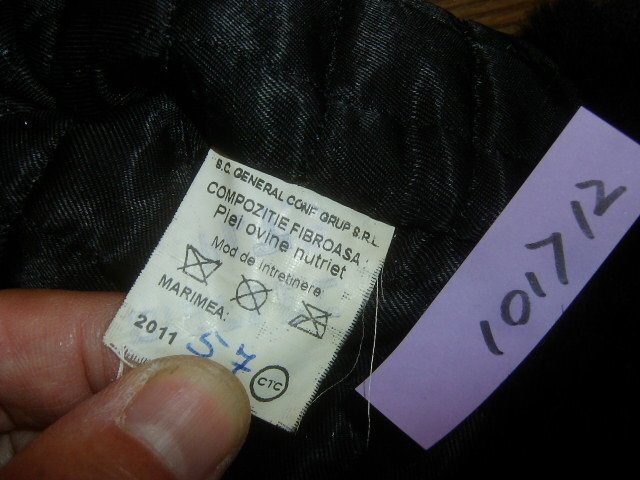 S.C. GENERAL CONF GRUP S.R.L.
COMPOZITIE FIBROASA:
Piei ovine nutriet
Mod de intretinere:
MARIMEA:
2011 57
CTC
101712